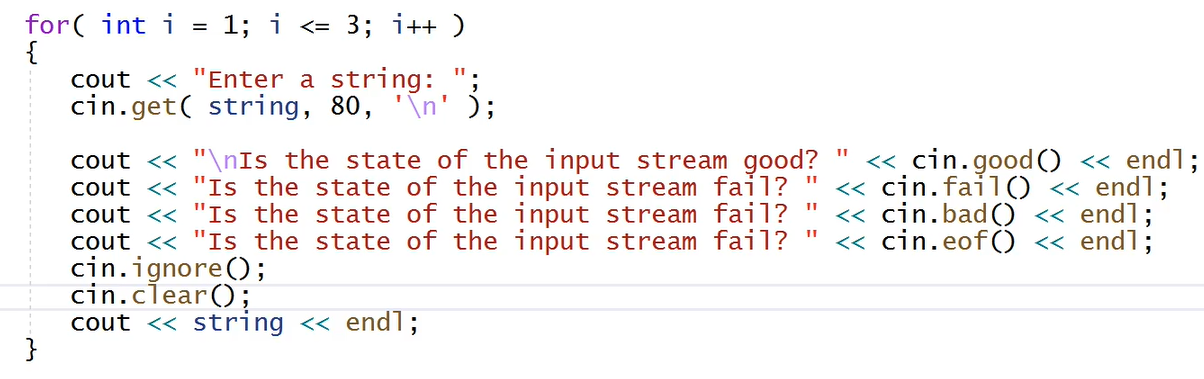 for( int i = 1; i <= 3; i++ )
{
   cout << "Enter a string: ";
   cin.get( string, 80, '\n' );

   cout << "\nIs the state of the input stream good? " << cin.good() << endl;
   cout << "Is the state of the input stream fail? " << cin.fail() << endl;
   cout << "Is the state of the input stream fail? " << cin.bad() << endl;
   cout << "Is the state of the input stream fail? " << cin.eof() << endl;
   cin.ignore();
   cin.clear();
   cout << string << endl;
}